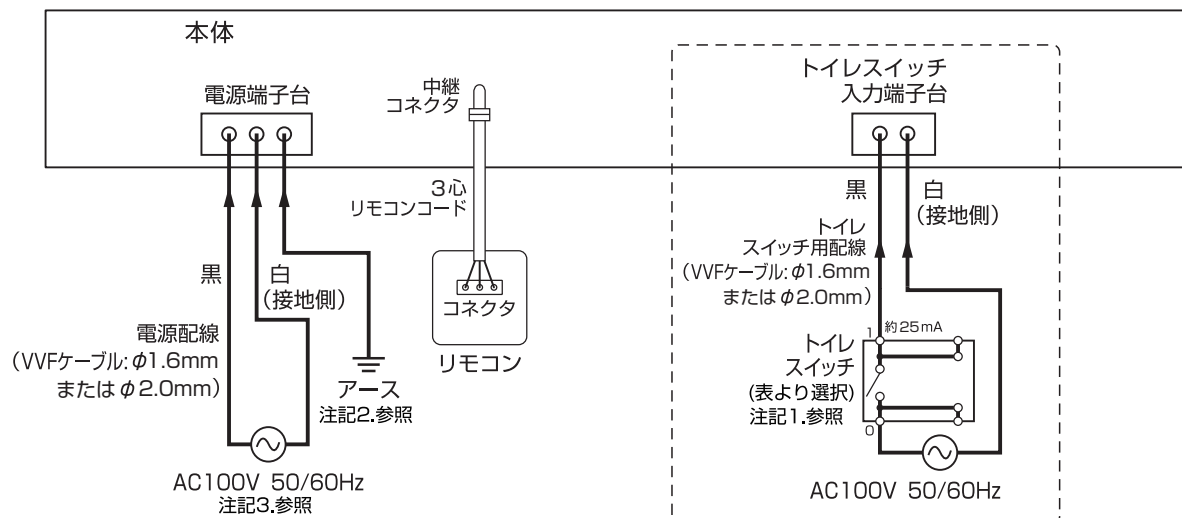 本体
電源端子台
中継
コネクタ
3心
リモコンコード
コネクタ
リモコン
黒
白
(接地側)
電源配線
(VVFケーブル:φ1.6mm
またはφ2.0mm)
アース
注記2.参照
AC100V 50/60Hz
注記3.参照
トイレスイッチ
入力端子台
黒
白
(接地側)
トイレ
スイッチ用配線
(VVFケーブル:φ1.6mm
またはφ2.0mm)
1
約25mA
トイレ
スイッチ
(表より選択)
注記1.参照
0
AC100V 50/60Hz